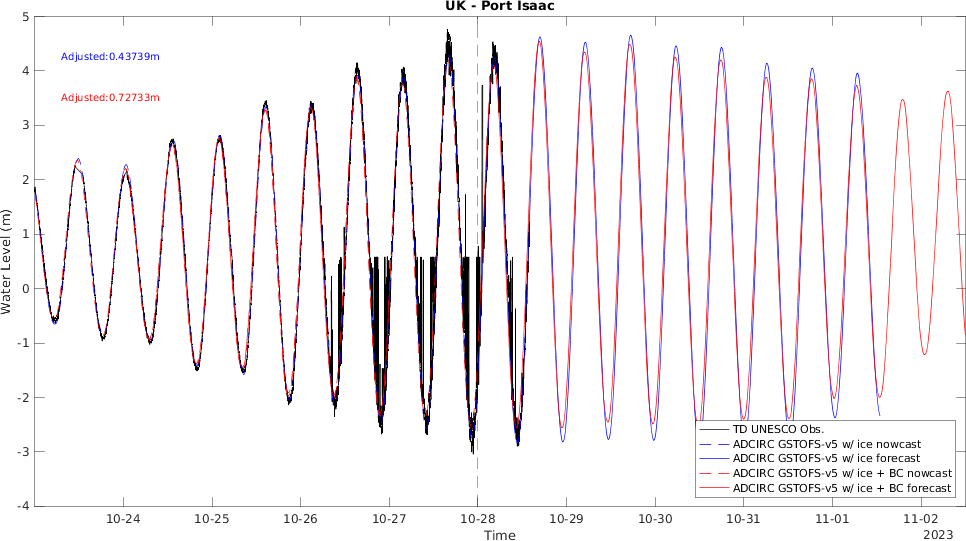 UK - Port Isaac
Adjusted:0.43739m
Adjusted:0.72733m
Water Level (m)
5
4
3
2
1
0
-1
-2
-3
-4
10-24
10-25
10-26
10-27
10-28
10-29
10-30
10-31
11-01
11-02
2023
Time
TD UNESCO Obs.
ADCIRC GSTOFS-v5 w/ ice nowcast
ADCIRC GSTOFS-v5 w/ ice forecast
ADCIRC GSTOFS-v5 w/ ice + BC nowcast
ADCIRC GSTOFS-v5 w/ ice + BC forecast